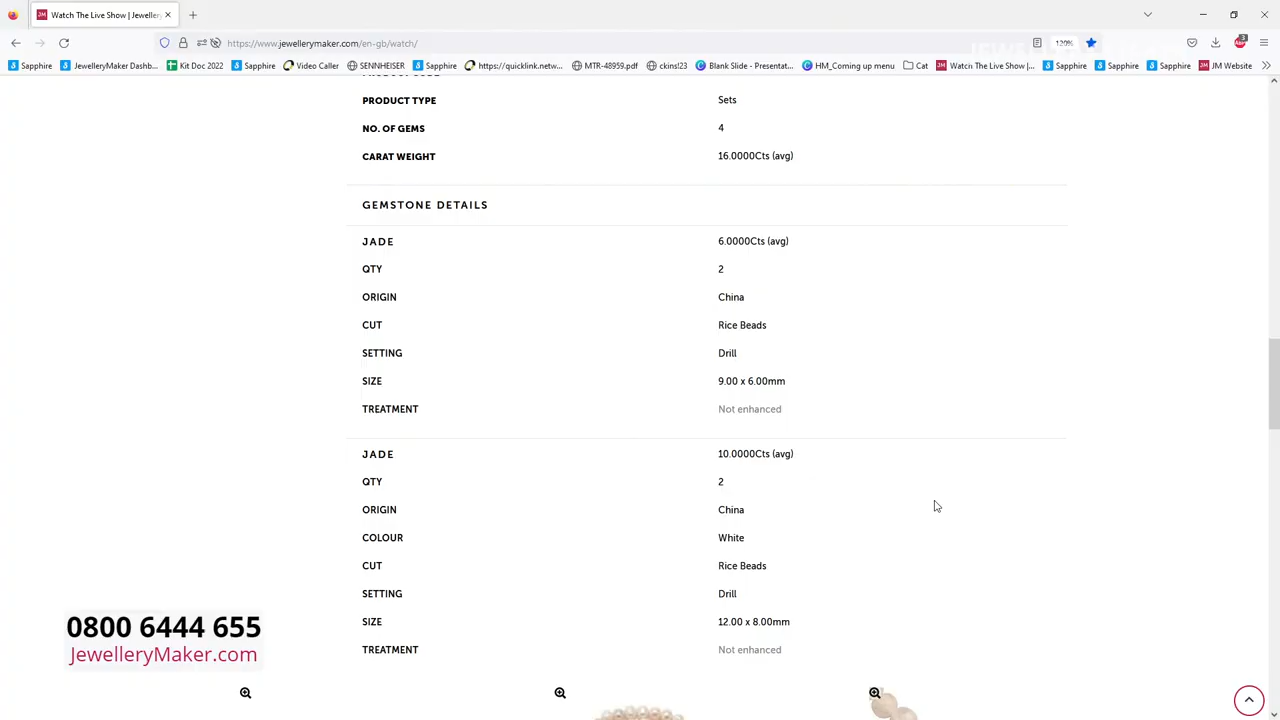 Watch The Live Show | Jeweller
https://www.jewellerymaker.com/en-gb/watch/
120%
3
Sapphire
JewelleryMaker Dashb...
Kit Doc 2022
Sapphire
Video Caller
SENNHEISER
Sapphire
https://quicklink.netw...
MTR-48959.pdf
ckinsl23
Blank Slide - Presentat...
HM_Coming up menu
Cat
Watch The Live Show |...
Sapphire
Sapphire
Sapphire
JM Website
PRODUCT TYPE Sets
NO. OF GEMS 4
CARAT WEIGHT 16.0000Cts (avg)
GEMSTONE DETAILS
JADE 6.0000Cts (avg)
QTY 2
ORIGIN China
CUT Rice Beads
SETTING Drill
SIZE 9.00 x 6.00mm
TREATMENT Not enhanced
JADE 10.0000Cts (avg)
QTY 2
ORIGIN China
COLOUR White
CUT Rice Beads
SETTING Drill
SIZE 12.00 x 8.00mm
TREATMENT Not enhanced
0800 6444 655
JewelleryMaker.com